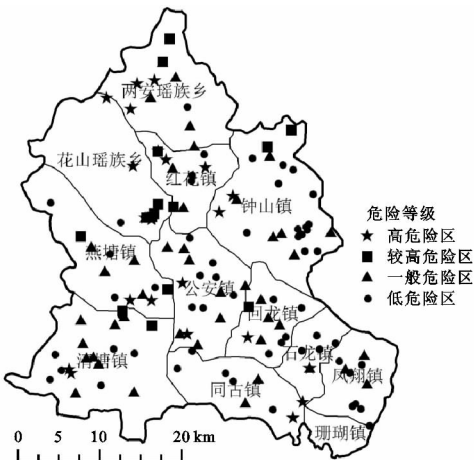 两安瑶族乡
花山瑶族乡
红花镇
钟山镇
危险等级
高危险区
较高危险区
一般危险区
低危险区
燕塘镇
公安镇
回龙镇
石龙镇
清塘镇
凤翔镇
同古镇
珊瑚镇
0 5 10 20 km